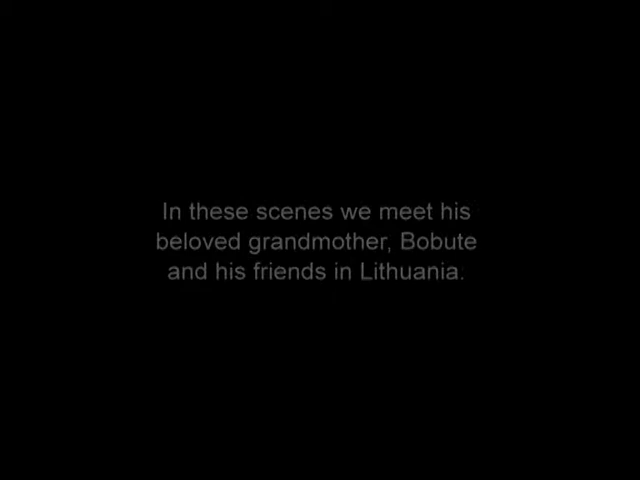 In these scenes we meet his
beloved grandmother, Bobute
and his friends in Lithuania.